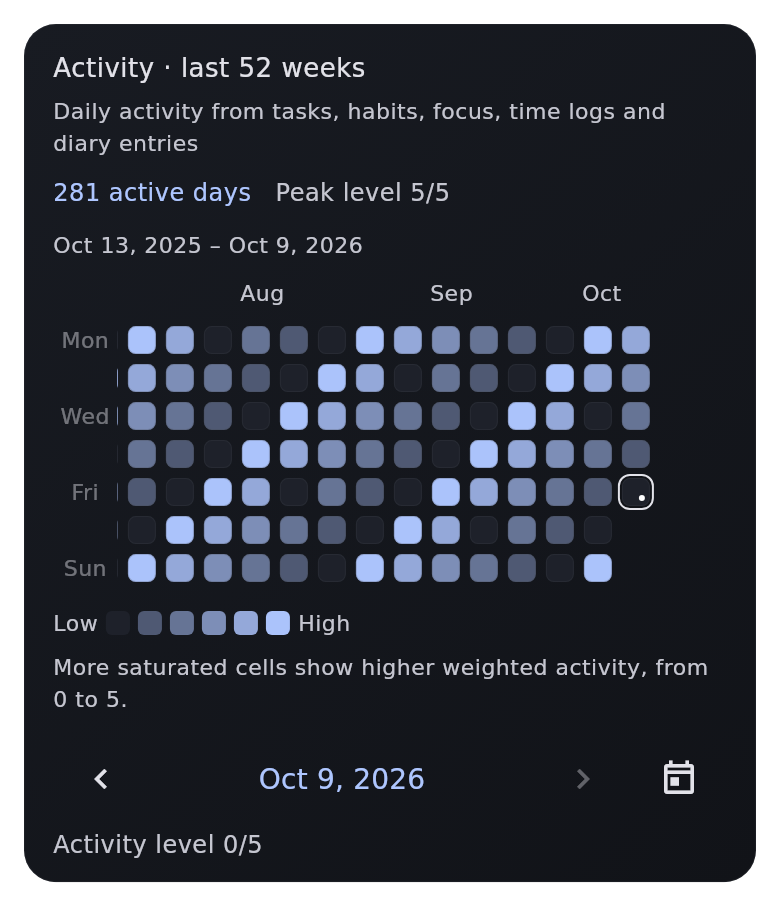 Activity · last 52 weeks
Daily activity from tasks, habits, focus, time logs and
diary entries
281 active days Peak level 5/5
Oct 13, 2025 – Oct 9, 2026
Aug Sep Oct
Mon
Wed
Fri
Sun
Low High
More saturated cells show higher weighted activity, from
0 to 5.
Oct 9, 2026
Activity level 0/5